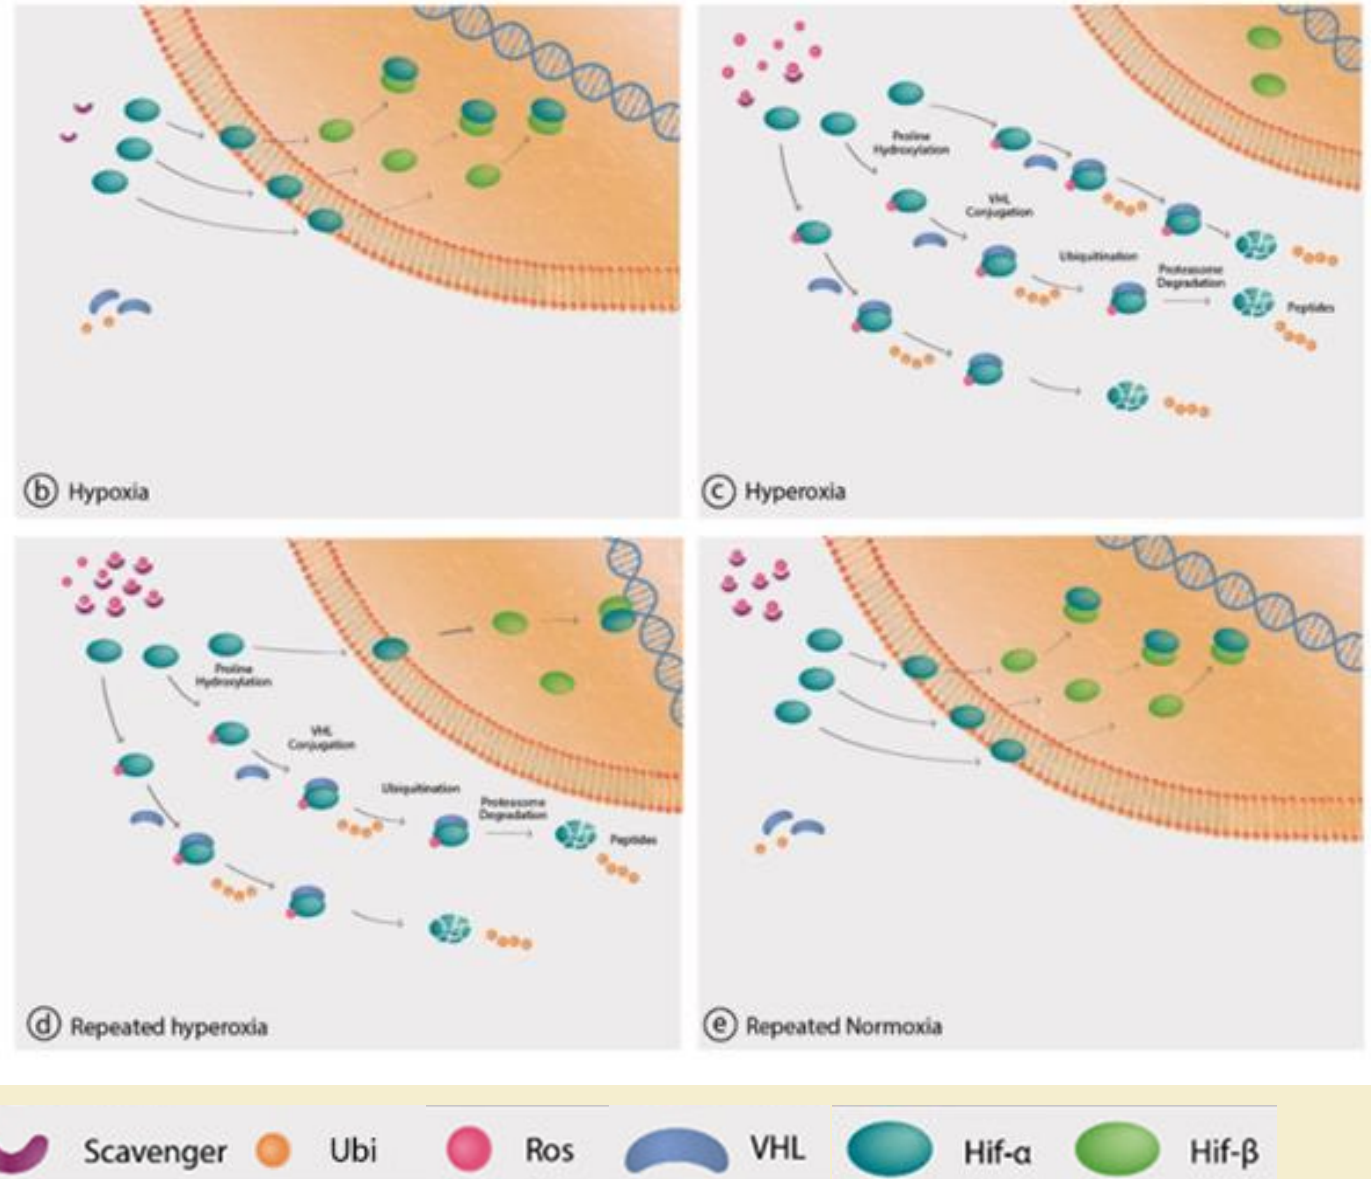 ⓑ Hypoxia
Proline
Hydroxylation
VHL
Conjugation
Ubiquitination
Proteasome
Degradation
Peptides
ⓒ Hyperoxia
Proline
Hydroxylation
VHL
Conjugation
Ubiquitination
Proteasome
Degradation
Peptides
ⓓ Repeated hyperoxia
ⓔ Repeated Normoxia
Scavenger Ubi Ros VHL Hif-α Hif-β